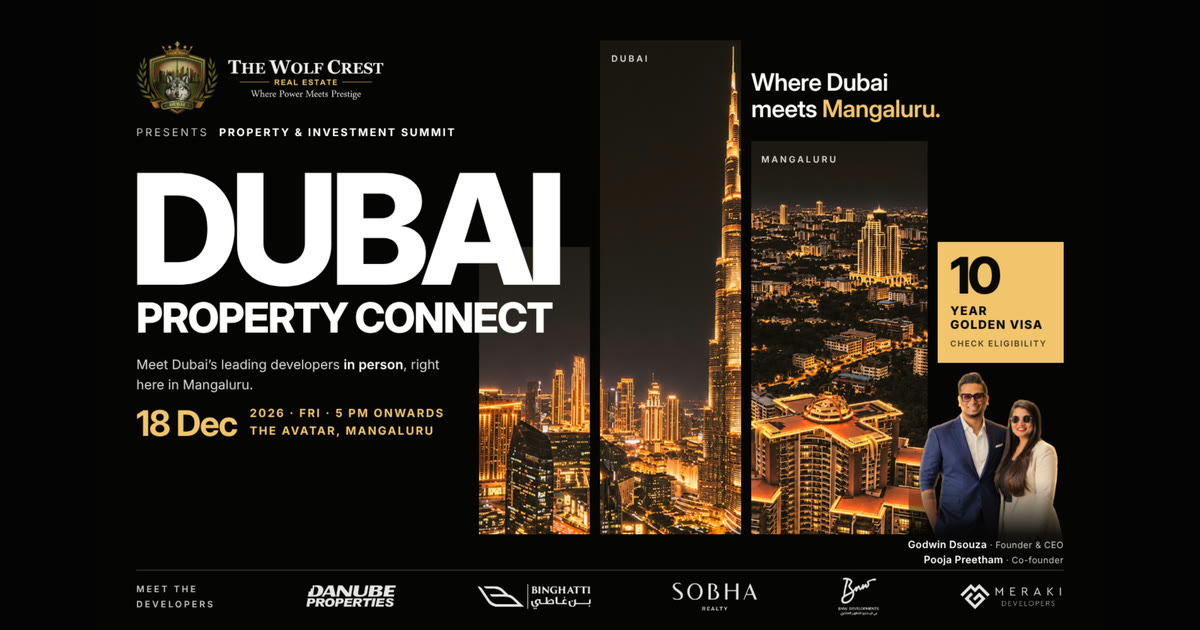 THE WOLF CREST
REAL ESTATE
Where Power Meets Prestige
PRESENTS PROPERTY & INVESTMENT SUMMIT
DUBAI
PROPERTY CONNECT
Meet Dubai's leading developers in person, right
here in Mangaluru.
18 Dec
2026 · FRI · 5 PM ONWARDS
THE AVATAR, MANGALURU
DUBAI
Where Dubai
meets Mangaluru.
MANGALURU
10
YEAR
GOLDEN VISA
CHECK ELIGIBILITY
Godwin Dsouza · Founder & CEO
Pooja Preetham · Co-founder
MEET THE
DEVELOPERS
DANUBE
PROPERTIES
BINGHATTI
بن غاطي
SOBHA
REALTY
Bnw
BNW DEVELOPMENTS
MERAKI
DEVELOPERS